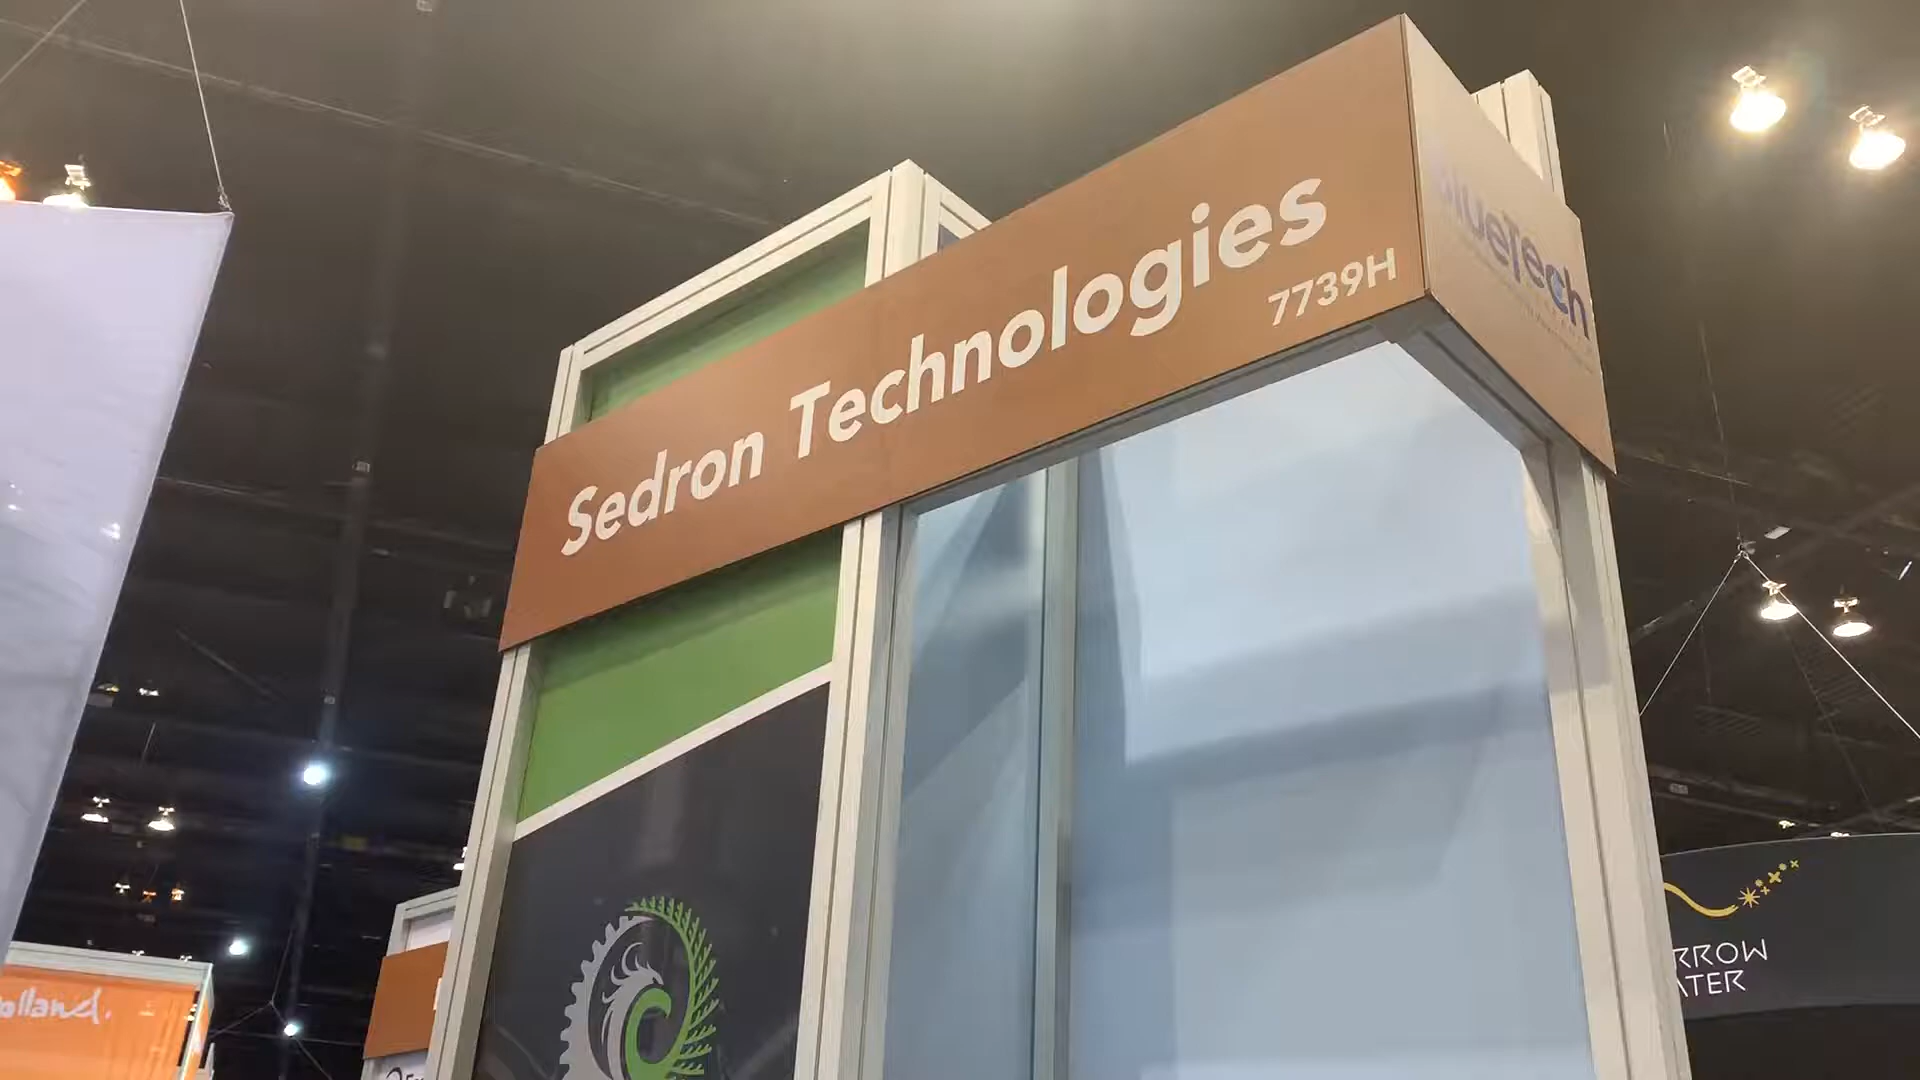 Sedron Technologies
7739H
BlueTech
olland.
RROW
ATER